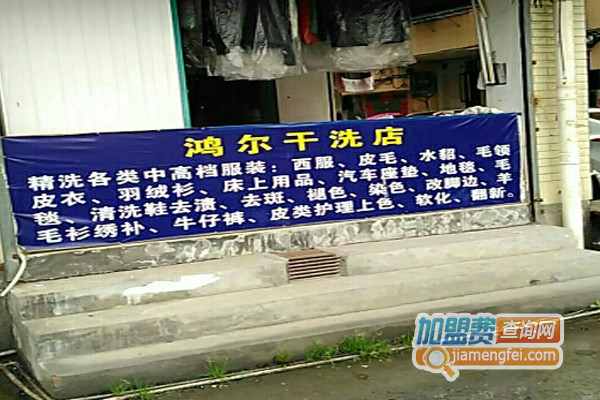 鸿尔干洗店
精洗各类中高档服装：西服、皮毛、水貂、毛领
皮衣、羽绒衫、床上用品、汽车座垫、地毯、毛
毯、清洗鞋去渍、去斑、褪色、染色、改脚边、羊
毛衫绣补、牛仔裤、皮类护理上色、软化、翻新。
加盟费查询网
jiamengfei.com